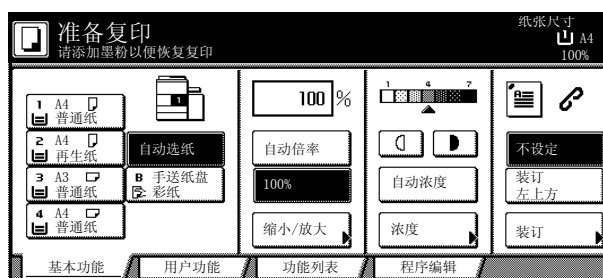 准备复印
请添加墨粉以便恢复复印
纸张尺寸
A4
100%
1 A4
普通纸
2 A4
再生纸
3 A3
普通纸
4 A4
普通纸
1
自动选纸
B 手送纸盘
彩纸
100 %
自动倍率
100%
缩小/放大
1 4 7
自动浓度
浓度
A
不设定
装订
左上方
装订
基本功能
用户功能
功能列表
程序编辑